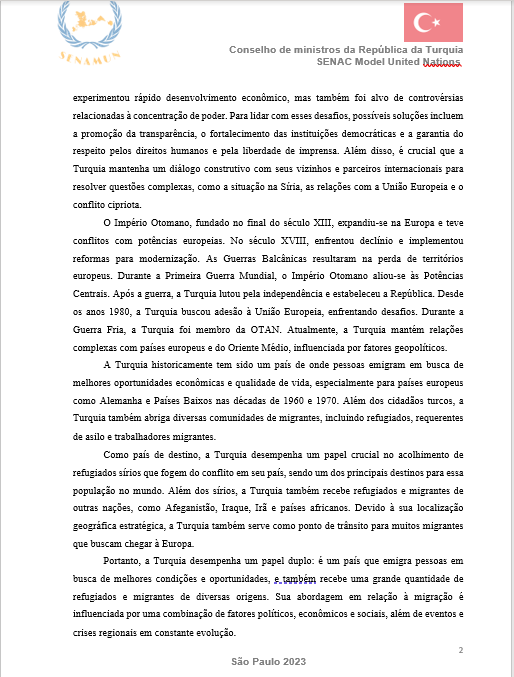 SENAMUN
Conselho de ministros da República da Turquia
SENAC Model United Nations
experimentou rápido desenvolvimento econômico, mas também foi alvo de controvérsias
relacionadas à concentração de poder. Para lidar com esses desafios, possíveis soluções incluem
a promoção da transparência, o fortalecimento das instituições democráticas e a garantia do
respeito pelos direitos humanos e pela liberdade de imprensa. Além disso, é crucial que a
Turquia mantenha um diálogo construtivo com seus vizinhos e parceiros internacionais para
resolver questões complexas, como a situação na Síria, as relações com a União Europeia e o
conflito cipriota.
O Império Otomano, fundado no final do século XIII, expandiu-se na Europa e teve
conflitos com potências europeias. No século XVIII, enfrentou declínio e implementou
reformas para modernização. As Guerras Balcânicas resultaram na perda de territórios
europeus. Durante a Primeira Guerra Mundial, o Império Otomano aliou-se às Potências
Centrais. Após a guerra, a Turquia lutou pela independência e estabeleceu a República. Desde
os anos 1980, a Turquia buscou adesão à União Europeia, enfrentando desafios. Durante a
Guerra Fria, a Turquia foi membro da OTAN. Atualmente, a Turquia mantém relações
complexas com países europeus e do Oriente Médio, influenciada por fatores geopolíticos.
A Turquia historicamente tem sido um país de onde pessoas emigram em busca de
melhores oportunidades econômicas e qualidade de vida, especialmente para países europeus
como Alemanha e Países Baixos nas décadas de 1960 e 1970. Além dos cidadãos turcos, a
Turquia também abriga diversas comunidades de migrantes, incluindo refugiados, requerentes
de asilo e trabalhadores migrantes.
Como país de destino, a Turquia desempenha um papel crucial no acolhimento de
refugiados sírios que fogem do conflito em seu país, sendo um dos principais destinos para essa
população no mundo. Além dos sírios, a Turquia também recebe refugiados e migrantes de
outras nações, como Afeganistão, Iraque, Irã e países africanos. Devido à sua localização
geográfica estratégica, a Turquia também serve como ponto de trânsito para muitos migrantes
que buscam chegar à Europa.
Portanto, a Turquia desempenha um papel duplo: é um país que emigra pessoas em
busca de melhores condições e oportunidades, e também recebe uma grande quantidade de
refugiados e migrantes de diversas origens. Sua abordagem em relação à migração é
influenciada por uma combinação de fatores políticos, econômicos e sociais, além de eventos e
crises regionais em constante evolução.
2
São Paulo 2023